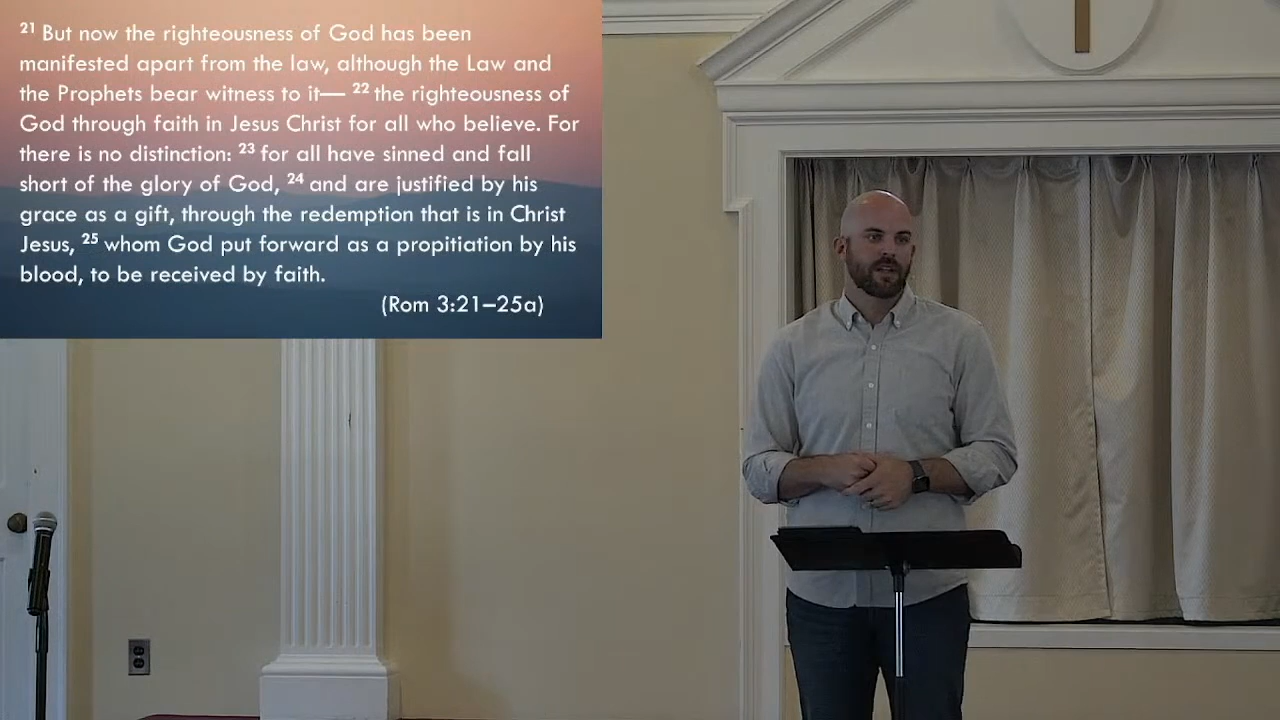 21 But now the righteousness of God has been
manifested apart from the law, although the Law and
the Prophets bear witness to it— 22 the righteousness of
God through faith in Jesus Christ for all who believe. For
there is no distinction: 23 for all have sinned and fall
short of the glory of God, 24 and are justified by his
grace as a gift, through the redemption that is in Christ
Jesus, 25 whom God put forward as a propitiation by his
blood, to be received by faith.
(Rom 3:21–25a)